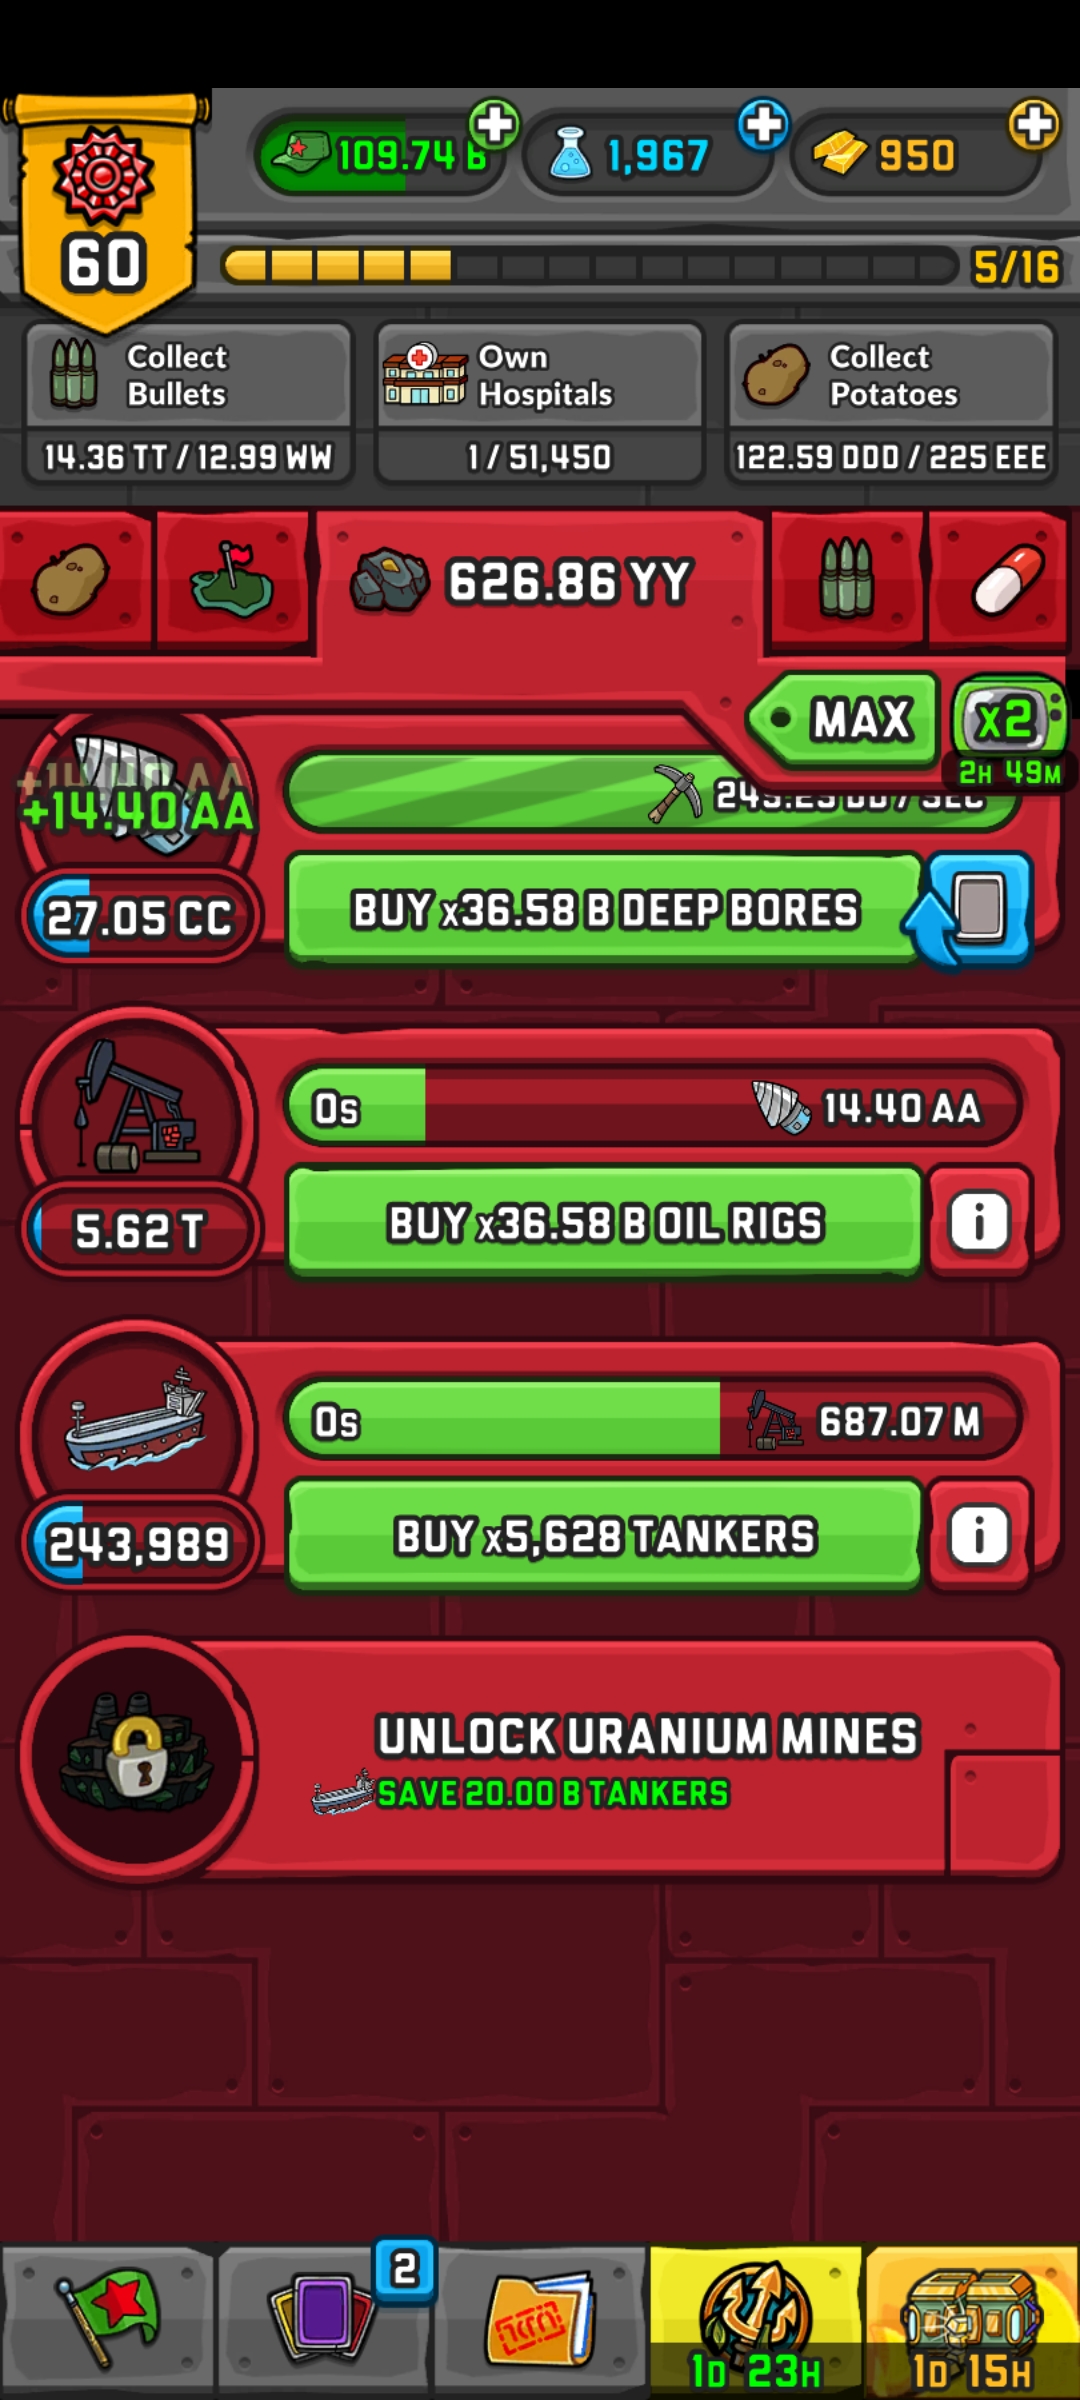 109.74 B
1,967
950
60
5/16
Collect
Bullets
14.36 TT / 12.99 WW
Own
Hospitals
1 / 51,450
Collect
Potatoes
122.59 DDD / 225 EEE
626.86 YY
MAX
x2
2H 49M
+14.40 AA
+14.40 AA
27.05 CC
BUY x36.58 B DEEP BORES
0s
14.40 AA
5.62 T
BUY x36.58 B OIL RIGS
i
0s
687.07 M
243,989
BUY x5,628 TANKERS
i
UNLOCK URANIUM MINES
SAVE 20.00 B TANKERS
2
1D 23H
1D 15H